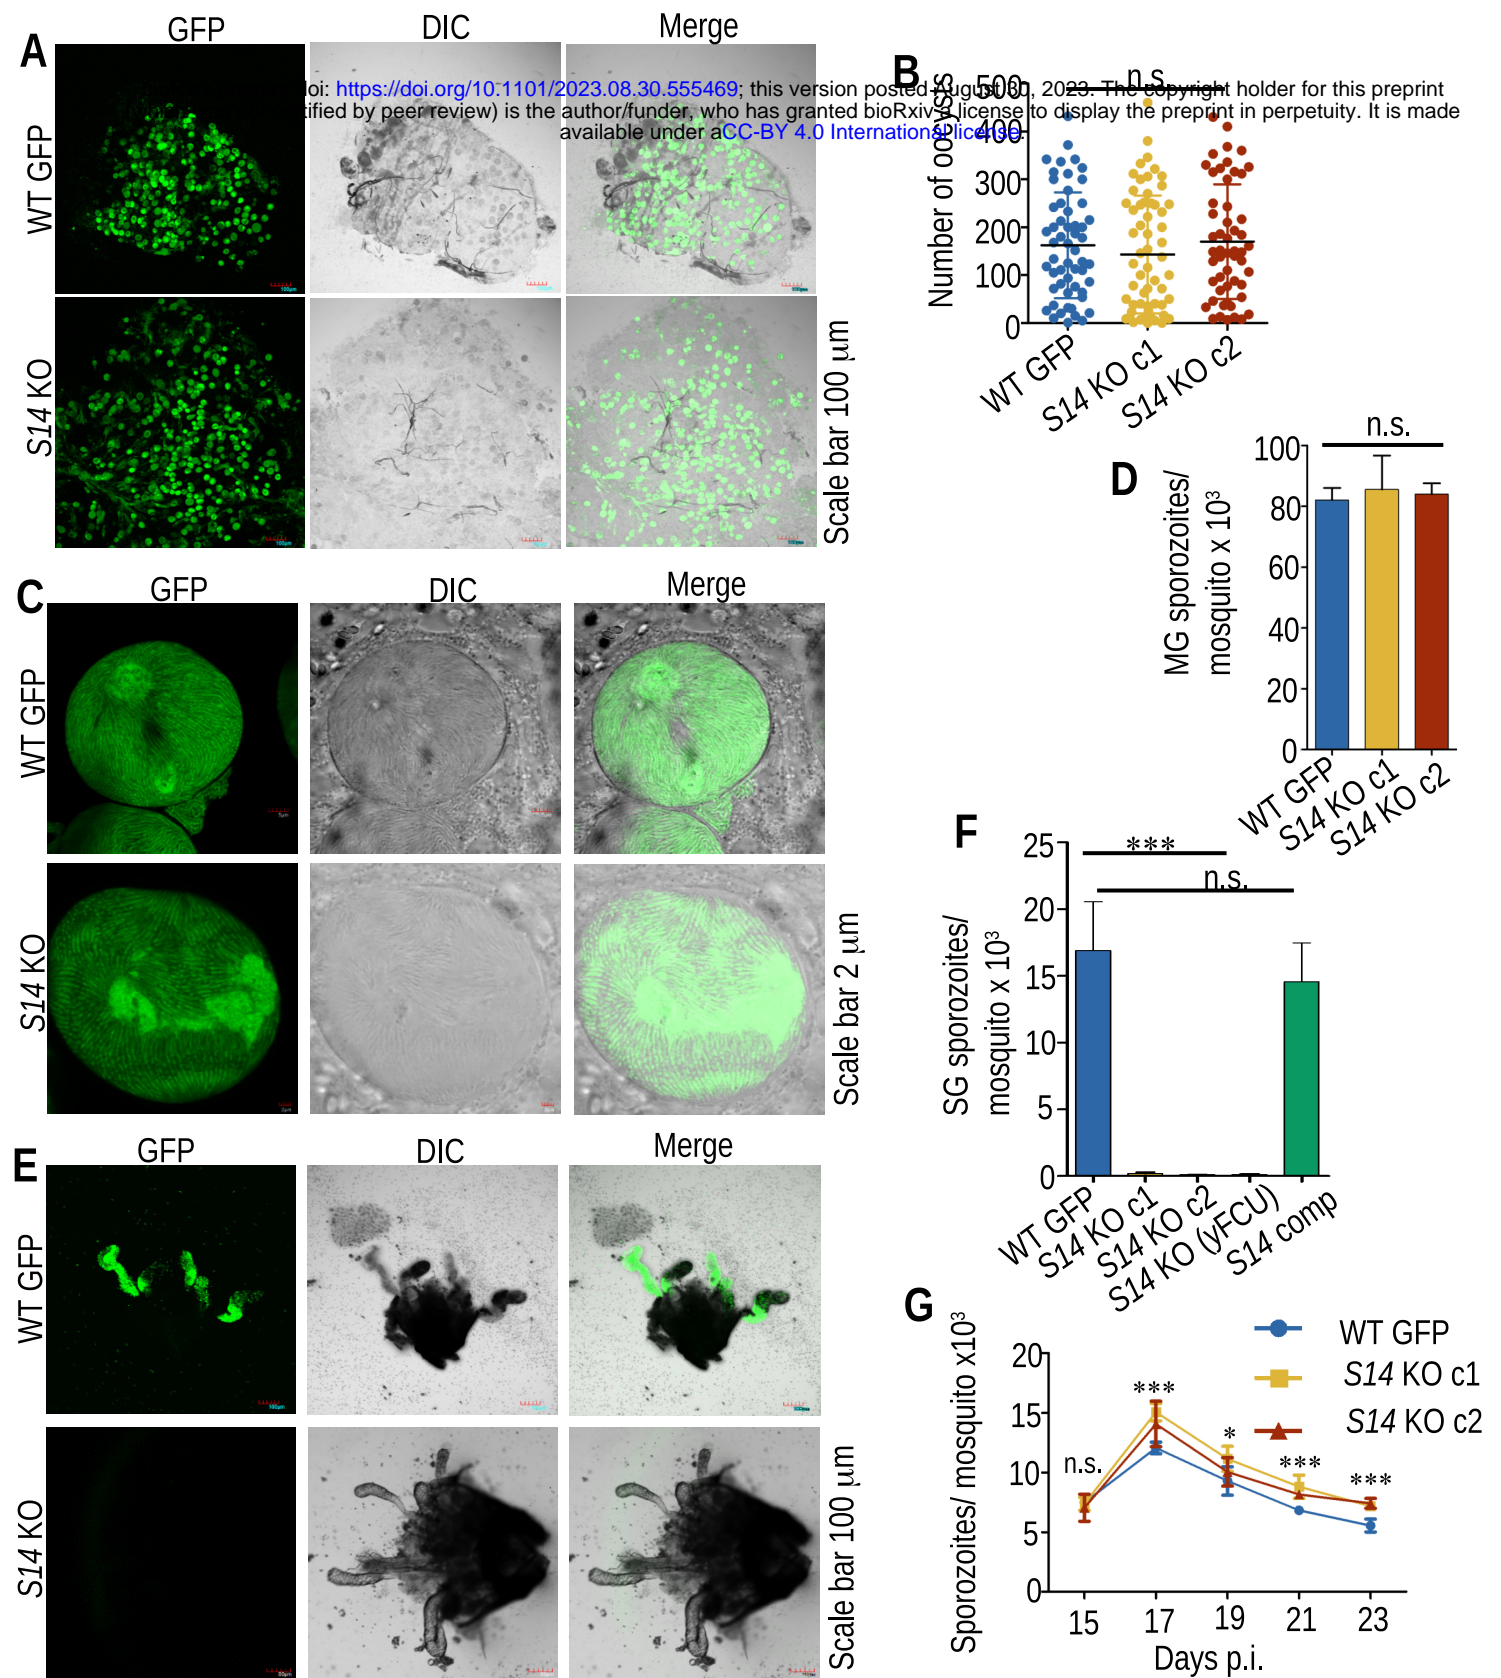 A
GFP
DIC
Merge
WT GFP
S14 KO
Scale bar 100 µm
loi: https://doi.org/10.1101/2023.08.30.555469; this version posted August 30, 2023. The copyright holder for this preprint
tified by peer review) is the author/funder, who has granted bioRxiv a license to display the preprint in perpetuity. It is made
available under aCC-BY 4.0 International license.
B
n.s.
Number of oocysts
500
400
300
200
100
0
WT GFP
S14 KO c1
S14 KO c2
C
GFP
DIC
Merge
WT GFP
S14 KO
Scale bar 2 µm
D
n.s.
MG sporozoites/
mosquito x 10³
100
80
60
40
20
0
WT GFP
S14 KO c1
S14 KO c2
E
GFP
DIC
Merge
WT GFP
S14 KO
Scale bar 100 µm
F
***
n.s.
SG sporozoites/
mosquito x 10³
25
20
15
10
5
0
WT GFP
S14 KO c1
S14 KO c2
S14 KO (yFCU)
S14 comp
G
WT GFP
S14 KO c1
S14 KO c2
Sporozoites/ mosquito x10³
20
15
10
5
0
n.s.
***
*
***
***
15
17
19
21
23
Days p.i.